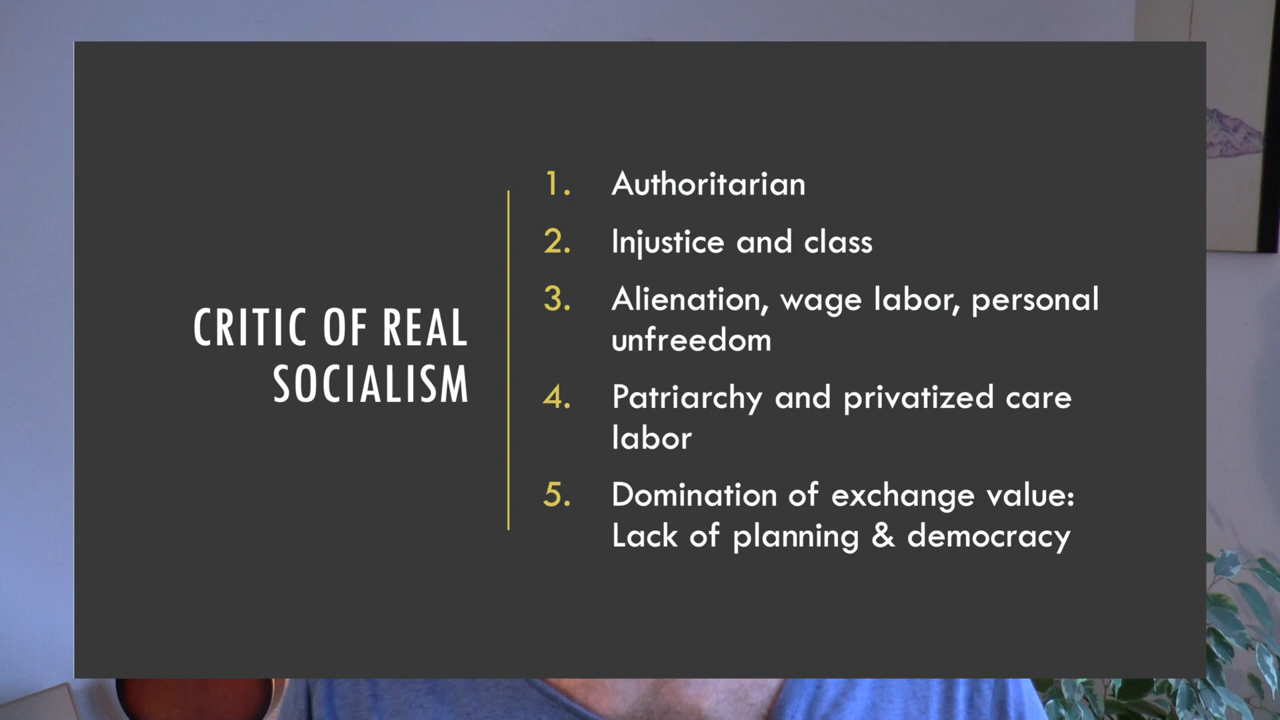 CRITIC OF REAL
SOCIALISM
1. Authoritarian
2. Injustice and class
3. Alienation, wage labor, personal
unfreedom
4. Patriarchy and privatized care
labor
5. Domination of exchange value:
Lack of planning & democracy